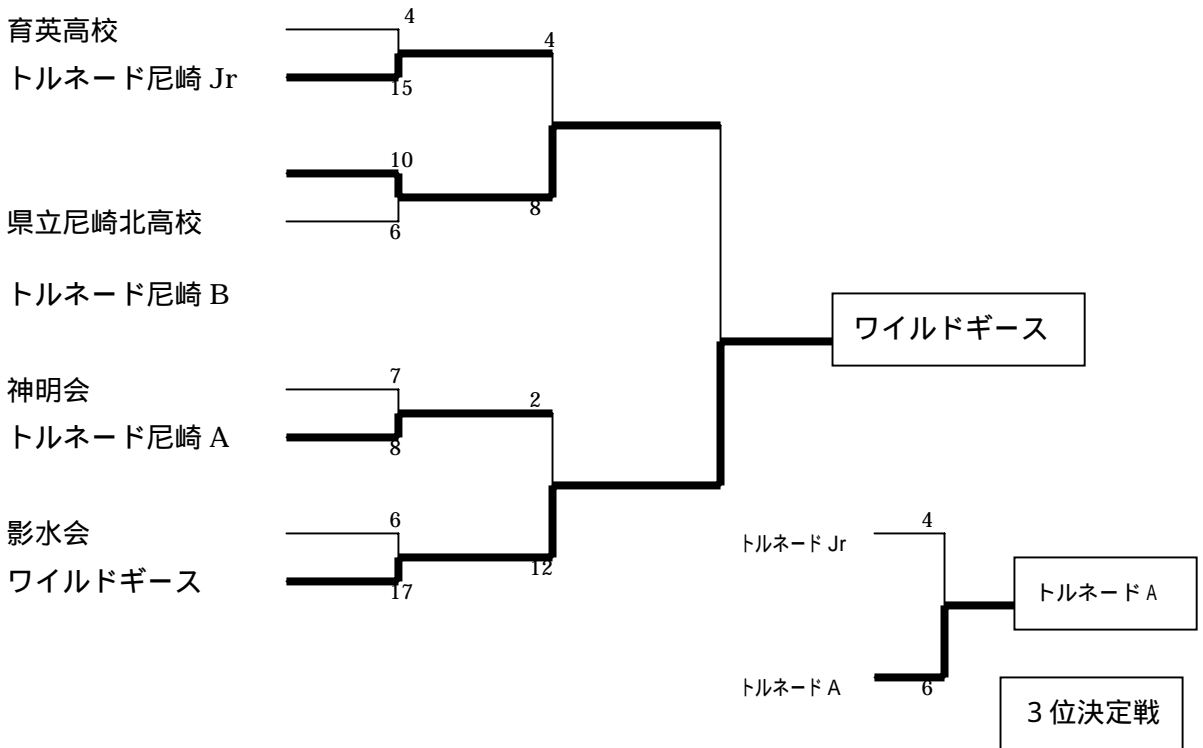 育英高校
4
4
トルネード尼崎 Jr
15
10
8
県立尼崎北高校
6
トルネード尼崎 B
ワイルドギース
神明会
7
2
トルネード尼崎 A
8
影水会
6
12
ワイルドギース
17
トルネード Jr
4
トルネード A
トルネード A
6
3位決定戦